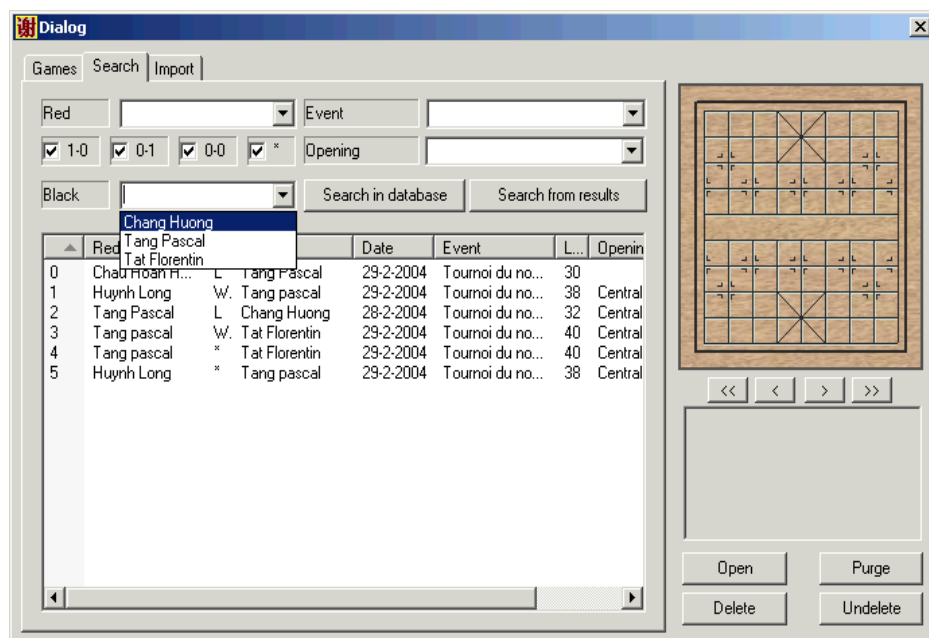 谢 Dialog
Games Search Import
Red Event
1-0 0-1 0-0 * Opening
Black Search in database Search from results
Chang Huong
Tang Pascal
Tat Florentin
Red Date Event L... Openin
0 Chau Hoan H... L Tang Pascal 29-2-2004 Tournoi du no... 30
1 Huynh Long W. Tang pascal 29-2-2004 Tournoi du no... 38 Central
2 Tang Pascal L Chang Huong 28-2-2004 Tournoi du no... 32 Central
3 Tang pascal W. Tat Florentin 29-2-2004 Tournoi du no... 40 Central
4 Tang pascal * Tat Florentin 29-2-2004 Tournoi du no... 40 Central
5 Huynh Long * Tang pascal 29-2-2004 Tournoi du no... 38 Central
<< < > >>
Open Purge
Delete Undelete